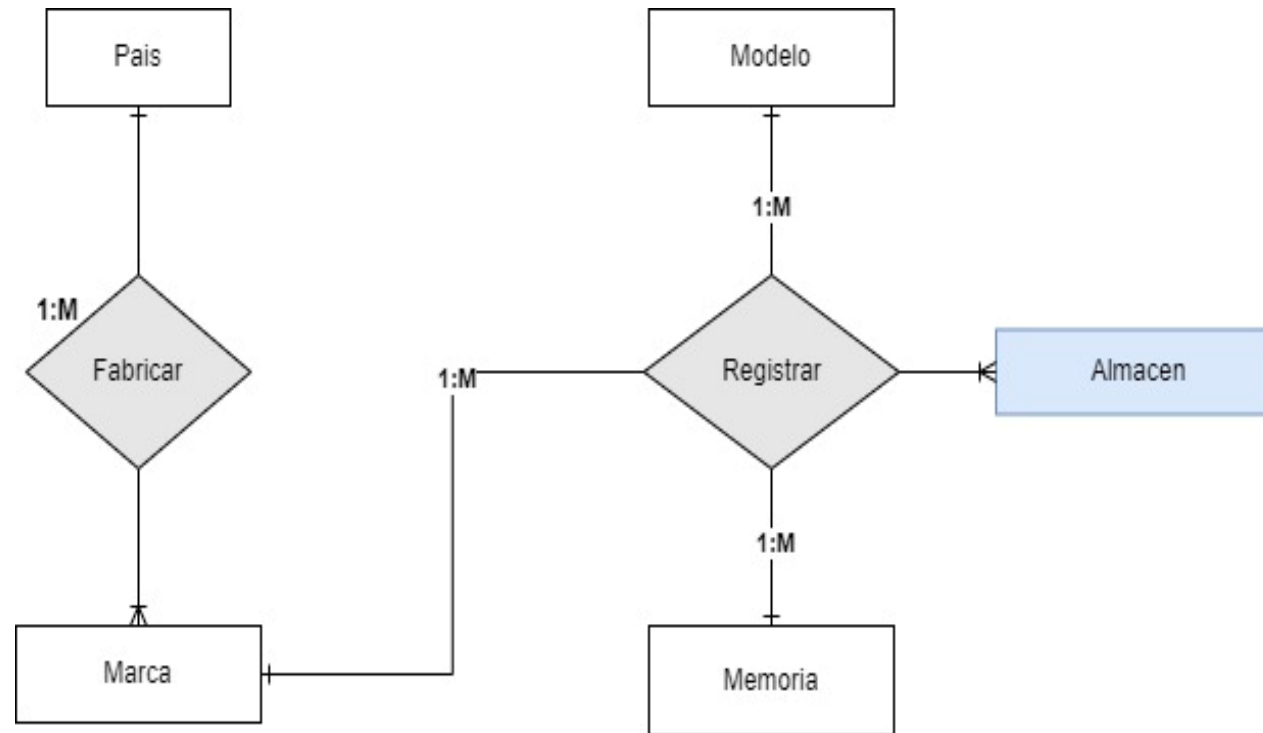 Pais
Modelo
1:M
1:M
Fabricar
1:M
Registrar
Almacen
1:M
Marca
Memoria